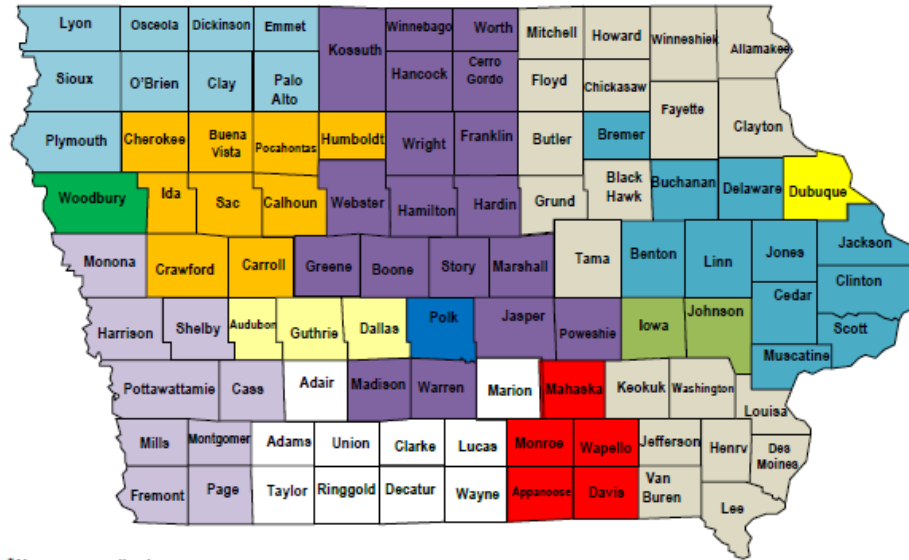 Lyon Osceola Dickinson Emmet
Kossuth Winnebago Worth
Mitchell Howard Winneshiek Allamakee
Sioux O'Brien Clay Palo
Alto
Hancock Cerro
Gordo
Floyd Chickasaw
Fayette Clayton
Plymouth Cherokee Buena
Vista
Pocahontas Humboldt
Wright Franklin Butler Bremer
Woodbury Ida Sac Calhoun
Webster Hamilton Hardin
Grund Black
Hawk
Buchanan Delaware Dubuque
Monona Crawford Carroll Greene Boone Story Marshall
Tama Benton Linn Jones Jackson
Clinton
Cedar
Harrison Shelby Audubon Guthrie Dallas Polk Jasper Poweshie Iowa Johnson
Scott
Muscatine
Pottawattamie Cass Adair Madison Warren Marion Mahaska Keokuk Washington
Louisa
Mills Montgomer Adams Union Clarke Lucas Monroe Wapello Jefferson Henrv Des
Moines
Fremont Page Taylor Ringgold Decatur Wayne Appanoose Davis Van
Buren
Lee